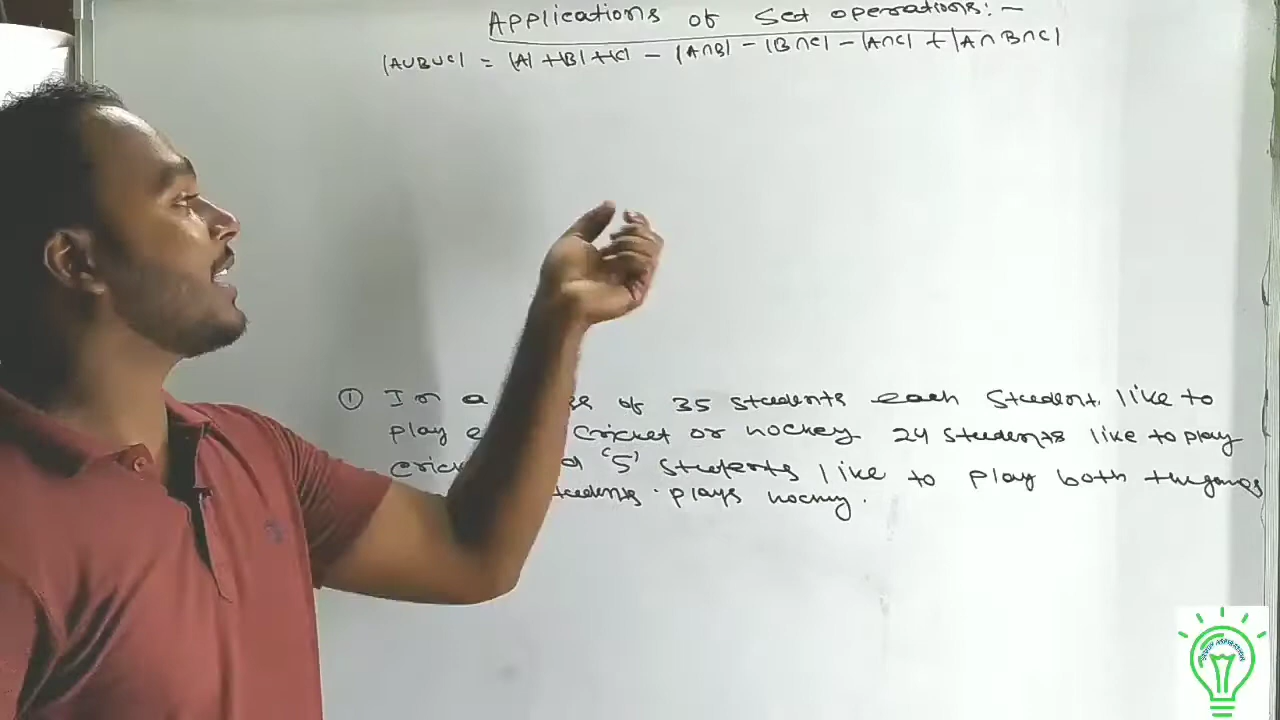 Applications of Set operations:-
|A∪B∪C| = |A| + |B| + |C| - |A∩B| - |B∩C| - |A∩C| + |A∩B∩C|
① In a of 35 students each Student. like to
play cricket or hockey 24 students like to play
'5' students like to play both the games
plays hockey.